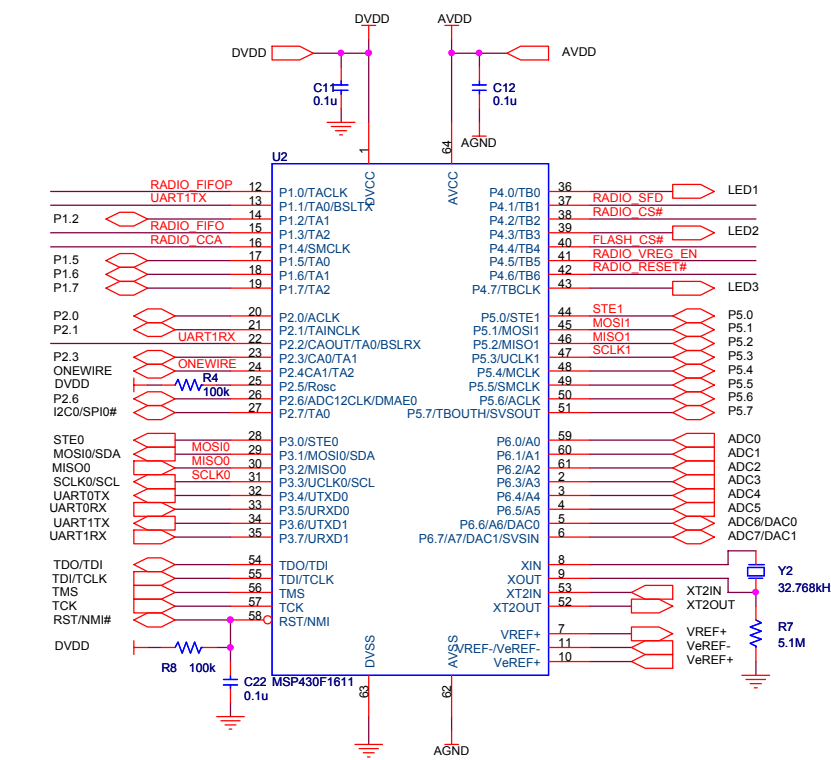 DVDD AVDD
DVDD AVDD
C11 C12
0.1u 0.1u
AGND
1 64
U2
DVCC AVCC
RADIO_FIFOP 12 P1.0/TACLK P4.0/TB0 36 LED1
UART1TX 13 P1.1/TA0/BSLTX P4.1/TB1 37 RADIO_SFD
P1.2 14 P1.2/TA1 P4.2/TB2 38 RADIO_CS#
RADIO_FIFO 15 P1.3/TA2 P4.3/TB3 39 LED2
RADIO_CCA 16 P1.4/SMCLK P4.4/TB4 40 FLASH_CS#
P1.5 17 P1.5/TA0 P4.5/TB5 41 RADIO_VREG_EN
P1.6 18 P1.6/TA1 P4.6/TB6 42 RADIO_RESET#
P1.7 19 P1.7/TA2 P4.7/TBCLK 43 LED3
P2.0 20 P2.0/ACLK P5.0/STE1 44 STE1 P5.0
P2.1 21 P2.1/TAINCLK P5.1/MOSI1 45 MOSI1 P5.1
UART1RX 22 P2.2/CAOUT/TA0/BSLRX P5.2/MISO1 46 MISO1 P5.2
P2.3 23 P2.3/CA0/TA1 P5.3/UCLK1 47 SCLK1 P5.3
ONEWIRE ONEWIRE 24 P2.4CA1/TA2 P5.4/MCLK 48 P5.4
DVDD R4 100k 25 P2.5/Rosc P5.5/SMCLK 49 P5.5
P2.6 26 P2.6/ADC12CLK/DMAE0 P5.6/ACLK 50 P5.6
I2C0/SPI0# 27 P2.7/TA0 P5.7/TBOUTH/SVSOUT 51 P5.7
STE0 28 P3.0/STE0 P6.0/A0 59 ADC0
MOSI0/SDA MOSI0 29 P3.1/MOSI0/SDA P6.1/A1 60 ADC1
MISO0 MISO0 30 P3.2/MISO0 P6.2/A2 61 ADC2
SCLK0/SCL SCLK0 31 P3.3/UCLK0/SCL P6.3/A3 2 ADC3
UART0TX 32 P3.4/UTXD0 P6.4/A4 3 ADC4
UART0RX 33 P3.5/URXD0 P6.5/A5 4 ADC5
UART1TX 34 P3.6/UTXD1 P6.6/A6/DAC0 5 ADC6/DAC0
UART1RX 35 P3.7/URXD1 P6.7/A7/DAC1/SVSIN 6 ADC7/DAC1
TDO/TDI 54 TDO/TDI XIN 8
TDI/TCLK 55 TDI/TCLK XOUT 9 Y2
TMS 56 TMS XT2IN 53 XT2IN 32.768kH
TCK 57 TCK XT2OUT 52 XT2OUT
RST/NMI# 58 RST/NMI
VREF+ 7 VREF+ R7
DVDD VREF-/VeREF- 11 VeREF- 5.1M
R8 100k VeREF+ 10 VeREF+
DVSS AVSS
C22 MSP430F1611
0.1u 63 62
AGND